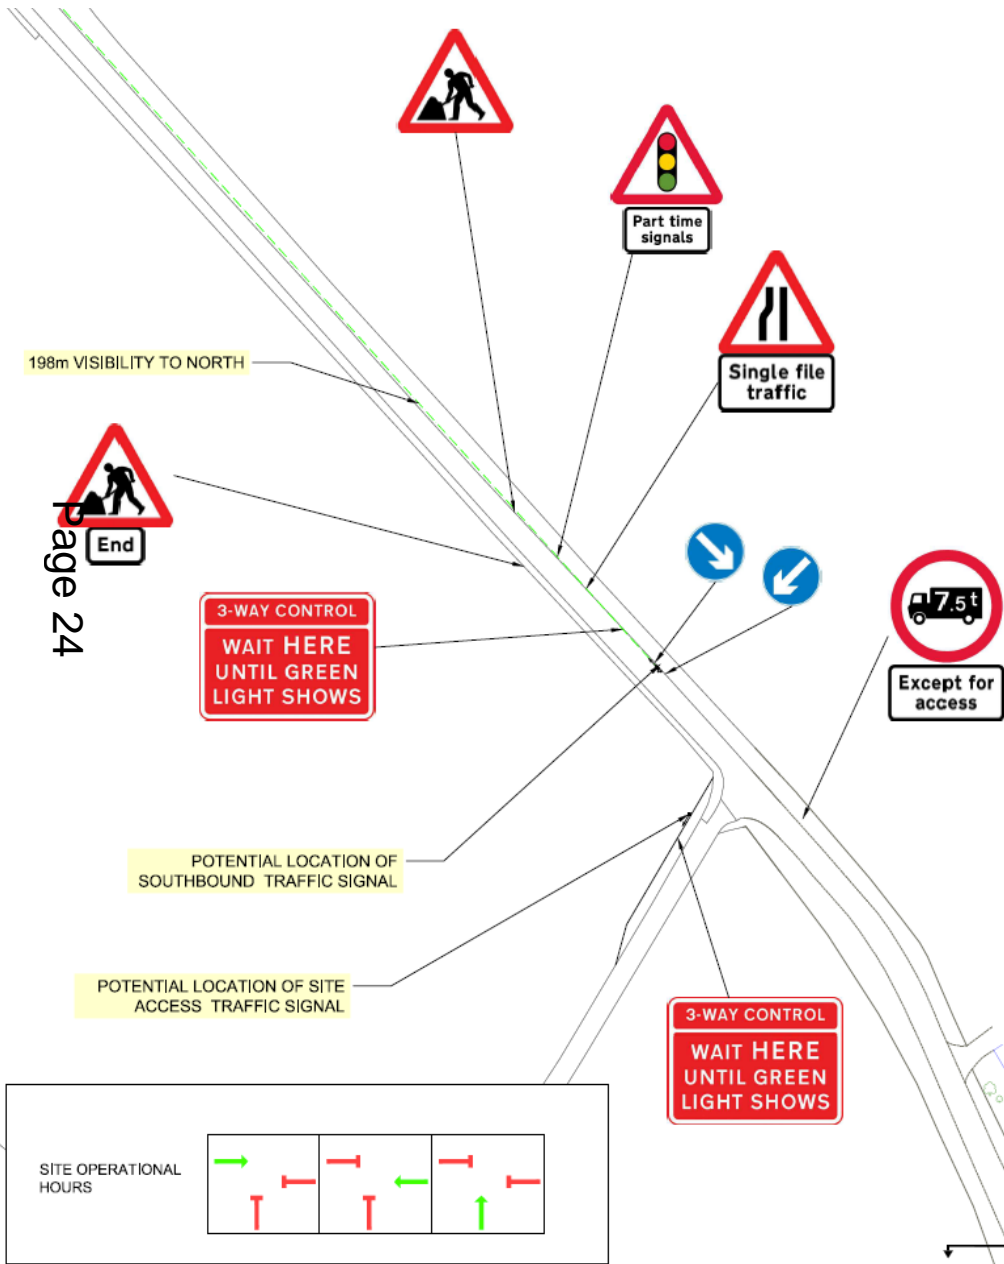 Part time
signals
Single file
traffic
198m VISIBILITY TO NORTH
End
Page 24
3-WAY CONTROL
WAIT HERE
UNTIL GREEN
LIGHT SHOWS
7.5t
Except for
access
POTENTIAL LOCATION OF
SOUTHBOUND TRAFFIC SIGNAL
POTENTIAL LOCATION OF SITE
ACCESS TRAFFIC SIGNAL
3-WAY CONTROL
WAIT HERE
UNTIL GREEN
LIGHT SHOWS
SITE OPERATIONAL
HOURS